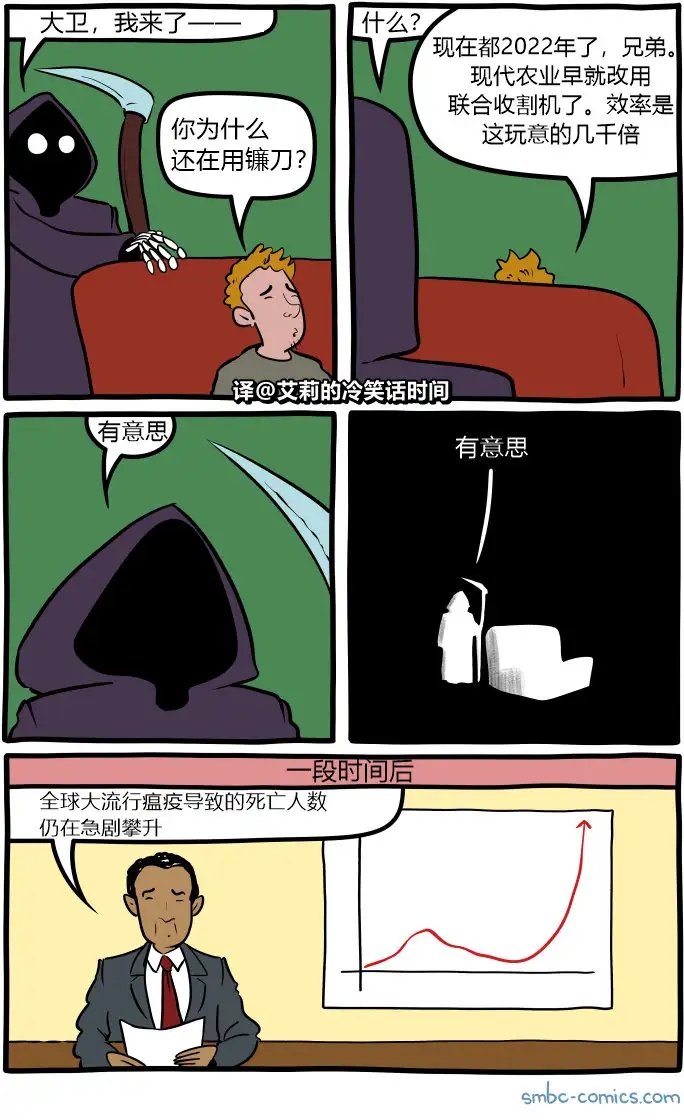 大卫，我来了——
你为什么
还在用镰刀？
什么？
现在都2022年了，兄弟。
现代农业早就改用
联合收割机了。效率是
这玩意的几千倍
译@艾莉的冷笑话时间
有意思
有意思
一段时间后
全球大流行瘟疫导致的死亡人数
仍在急剧攀升
smbc-comics.com